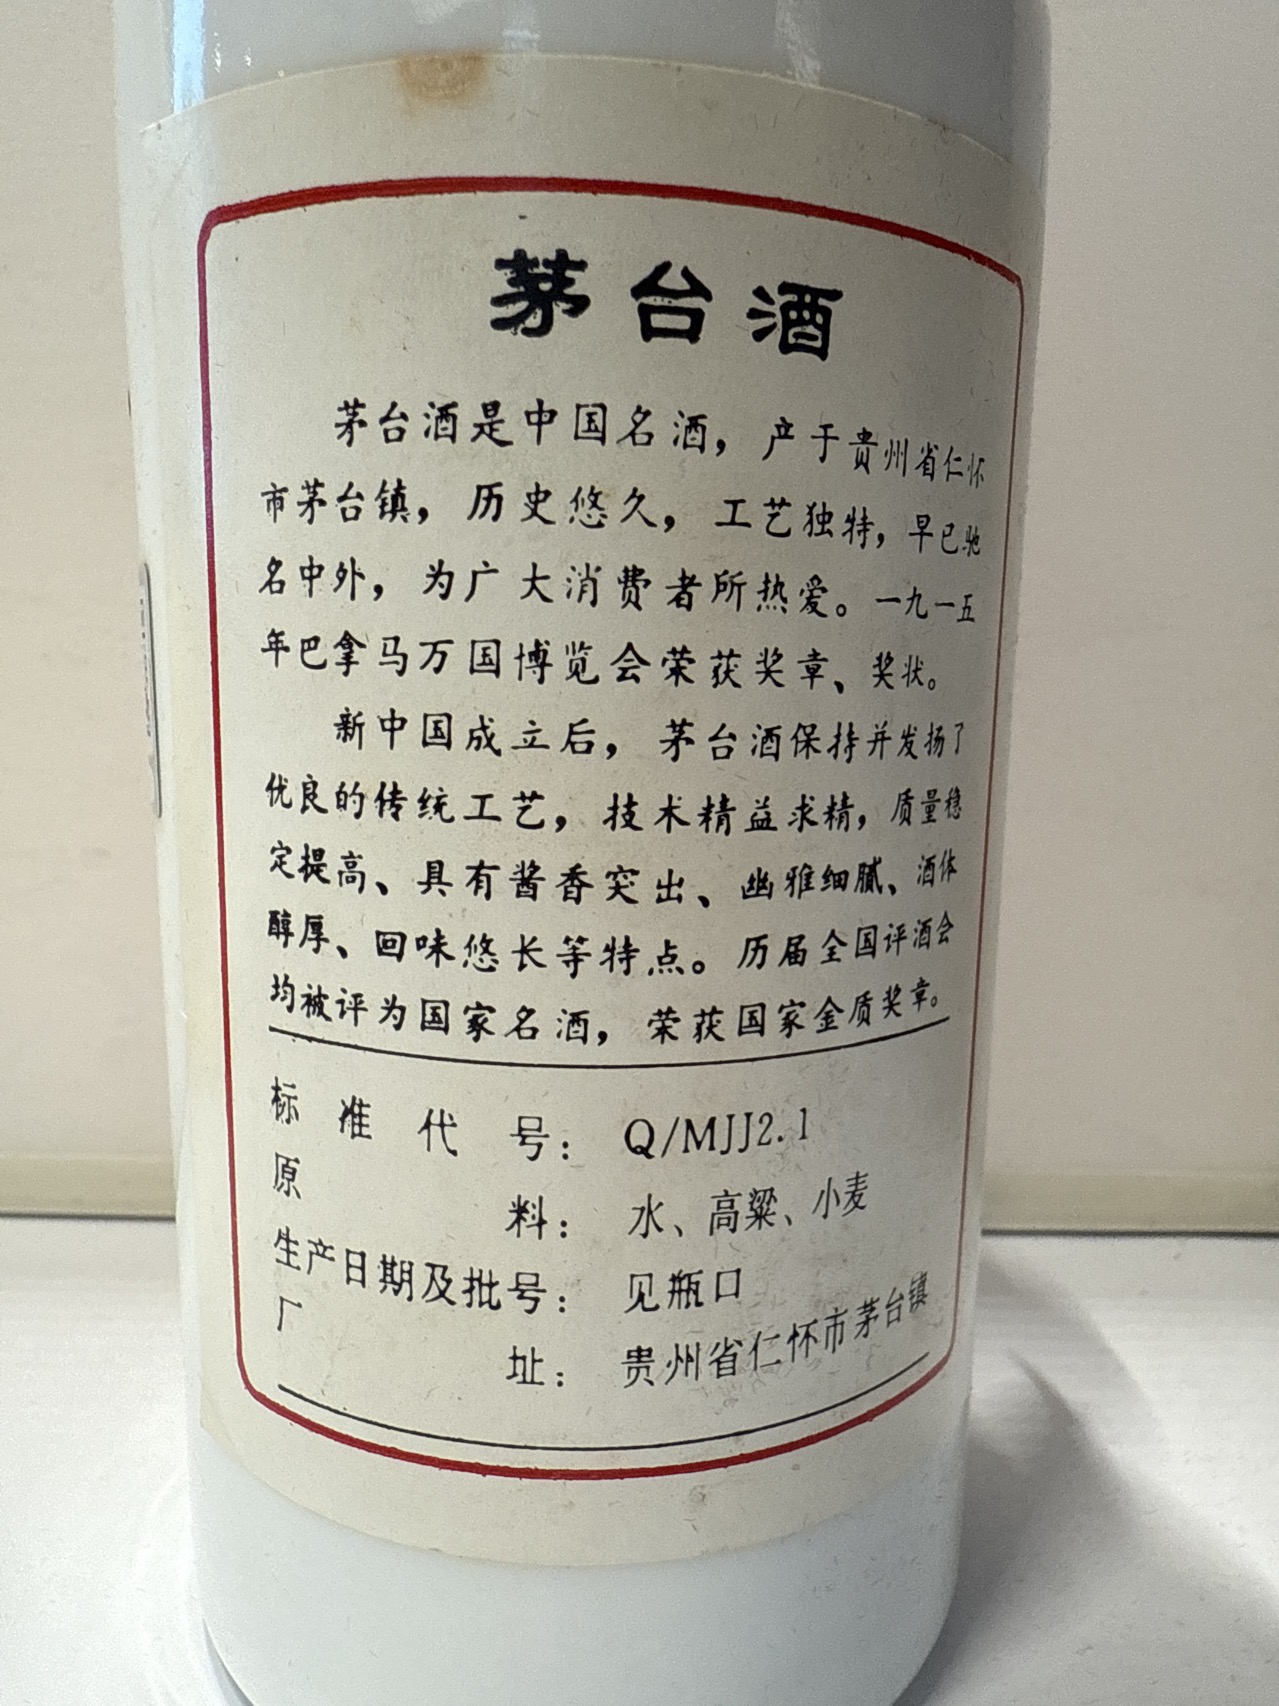 茅台酒
茅台酒是中国名酒，产于贵州省仁怀
市茅台镇，历史悠久，工艺独特，早已驰
名中外，为广大消费者所热爱。一九一五
年巴拿马万国博览会荣获奖章、奖状。
新中国成立后，茅台酒保持并发扬了
优良的传统工艺，技术精益求精，质量稳
定提高、具有酱香突出、幽雅细腻、酒体
醇厚、回味悠长等特点。历届全国评酒会
均被评为国家名酒，荣获国家金质奖章。
标准代号：Q/MJJ2.1
原料：水、高粱、小麦
生产日期及批号：见瓶口
厂址：贵州省仁怀市茅台镇